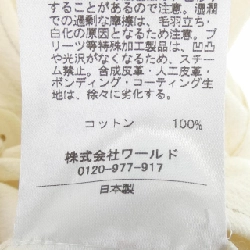 することがあるので注意。湿潤
での過剰な摩擦は、毛羽立ち・
白化の原因となるため注意。プ
リーツ等特殊加工製品は、凹凸
や光沢がなくなるため、スチー
ム禁止。合成皮革・人工皮革・
ボンディング・コーティング生
地は、徐々に劣化する。
コットン 100%
株式会社ワールド
0120-977-917
日本製